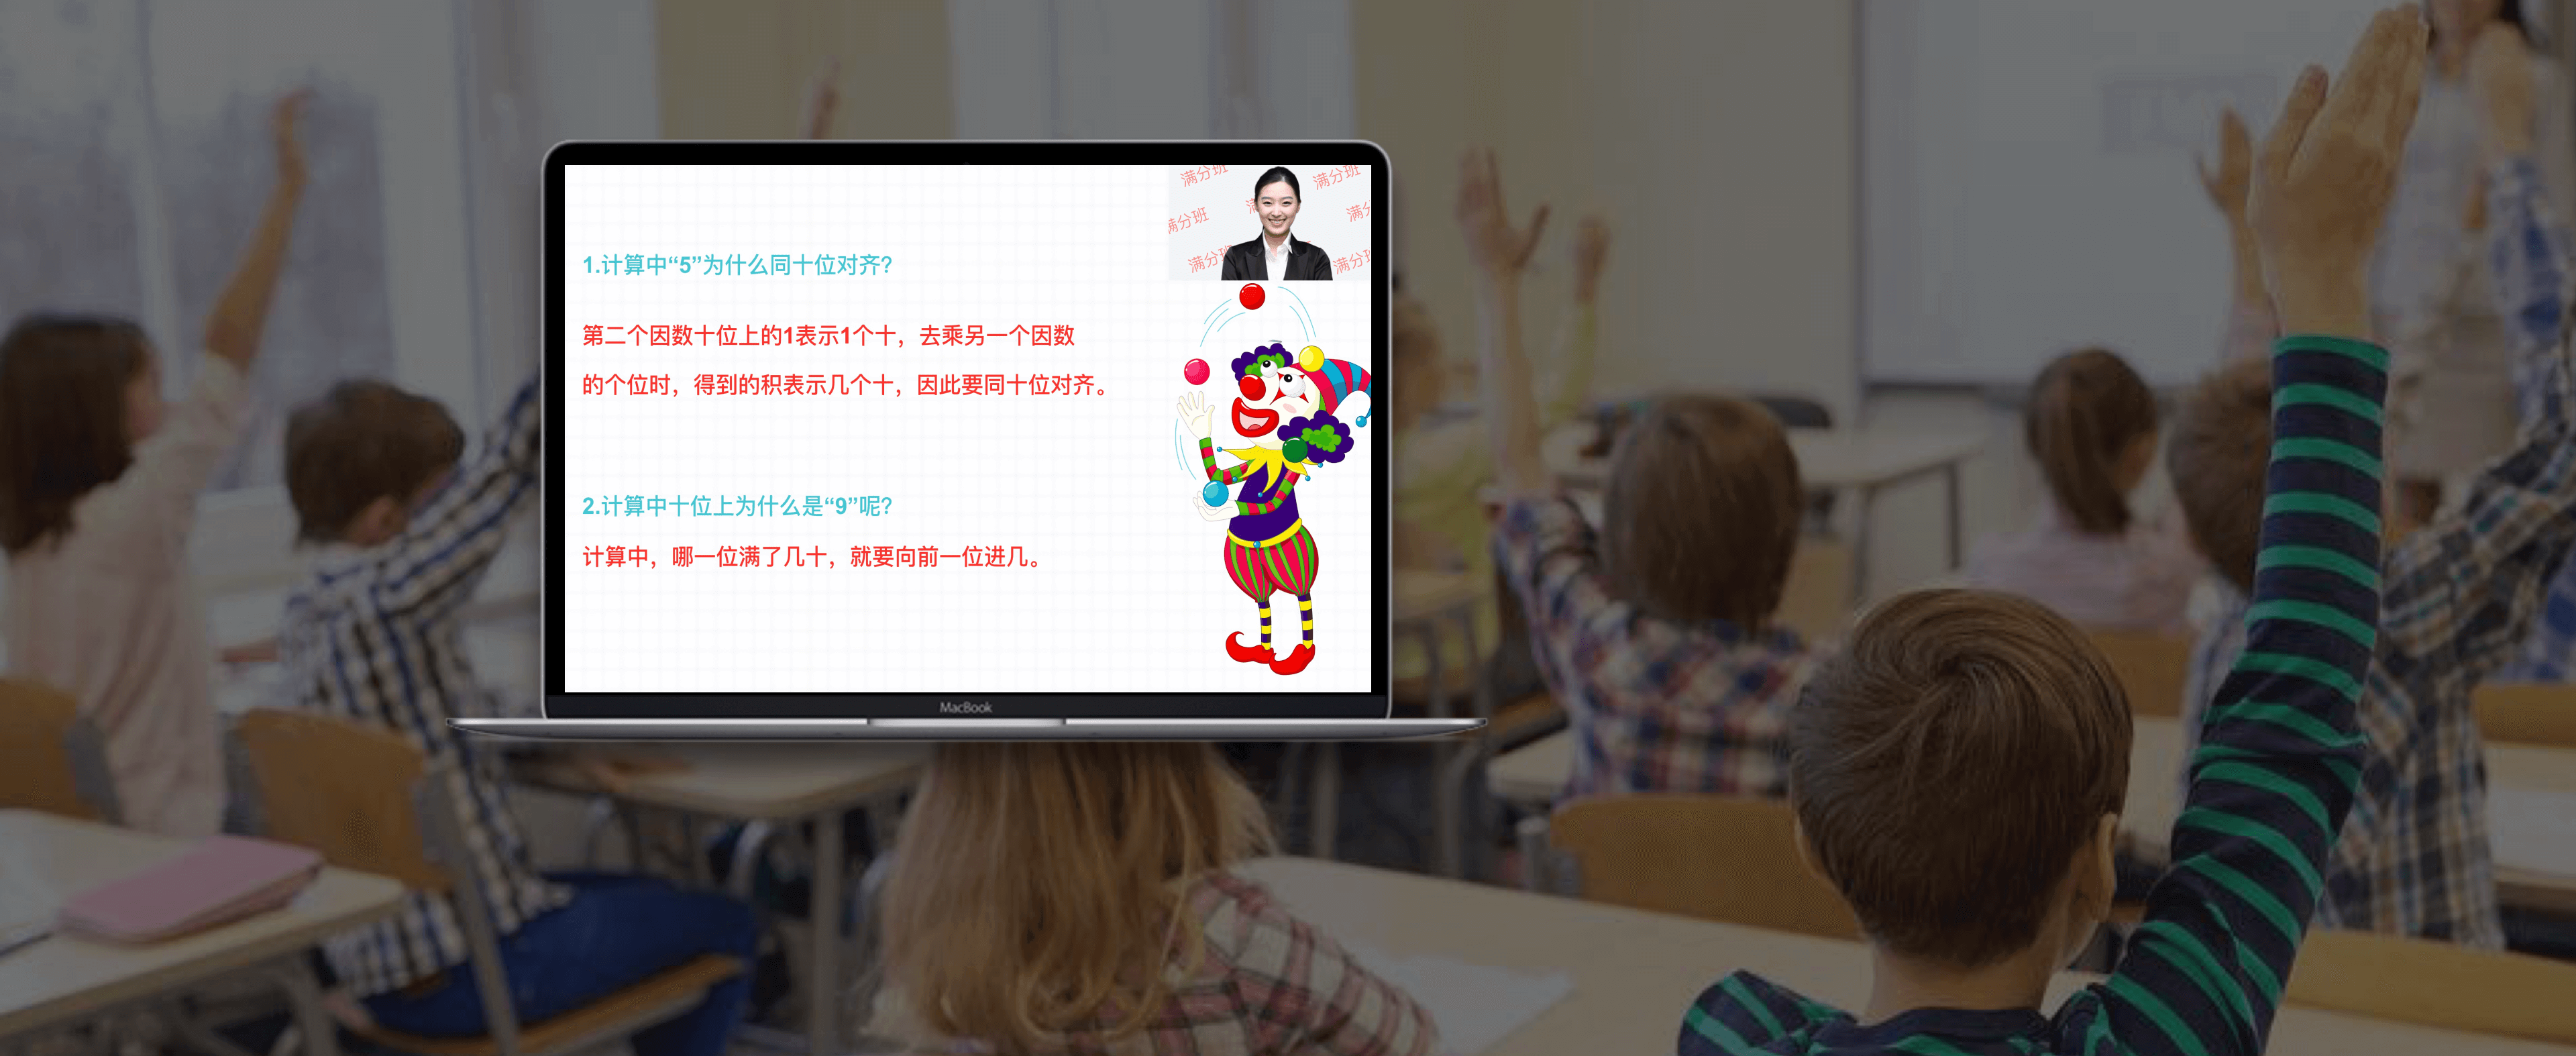 满分班 满分班
满分班 满 满分
满分班 满分班
1.计算中“5”为什么同十位对齐?
第二个因数十位上的1表示1个十，去乘另一个因数
的个位时，得到的积表示几个十，因此要同十位对齐。
2.计算中十位上为什么是“9”呢?
计算中，哪一位满了几十，就要向前一位进几。
MacBook